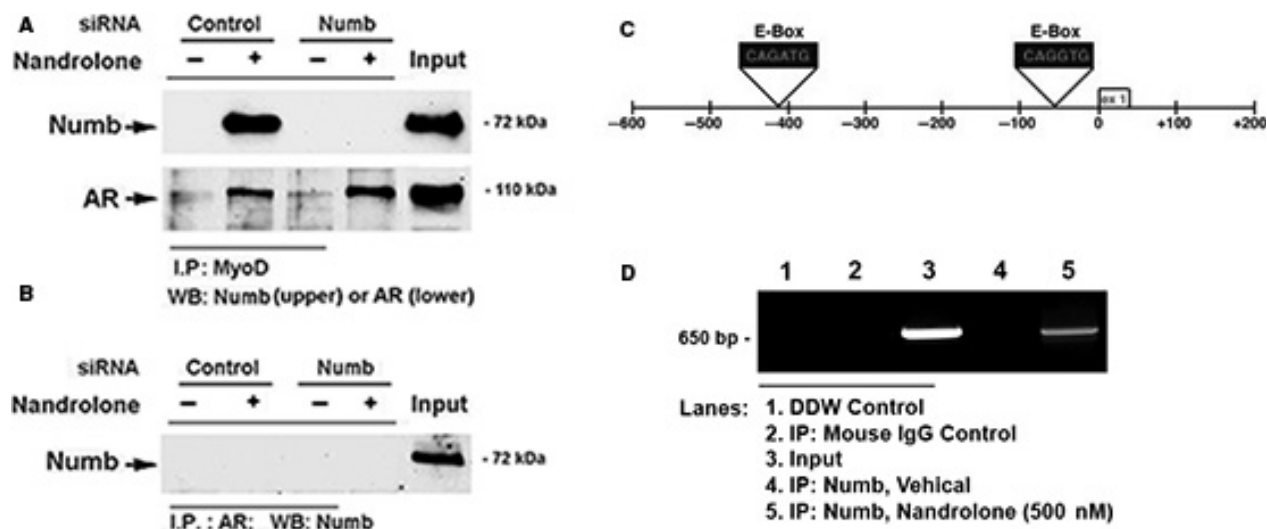 A
siRNA Control Numb
Nandrolone – + – + Input
Numb - 72 kDa
AR - 110 kDa
I.P: MyoD
WB: Numb (upper) or AR (lower)
B
siRNA Control Numb
Nandrolone – + – + Input
Numb - 72 kDa
I.P. : AR: WB: Numb
C
E-Box E-Box
CAGATG CAGGTG
ex 1
–600 –500 –400 –300 –200 –100 0 +100 +200
D
1 2 3 4 5
650 bp -
Lanes: 1. DDW Control
2. IP: Mouse IgG Control
3. Input
4. IP: Numb, Vehical
5. IP: Numb, Nandrolone (500 nM)